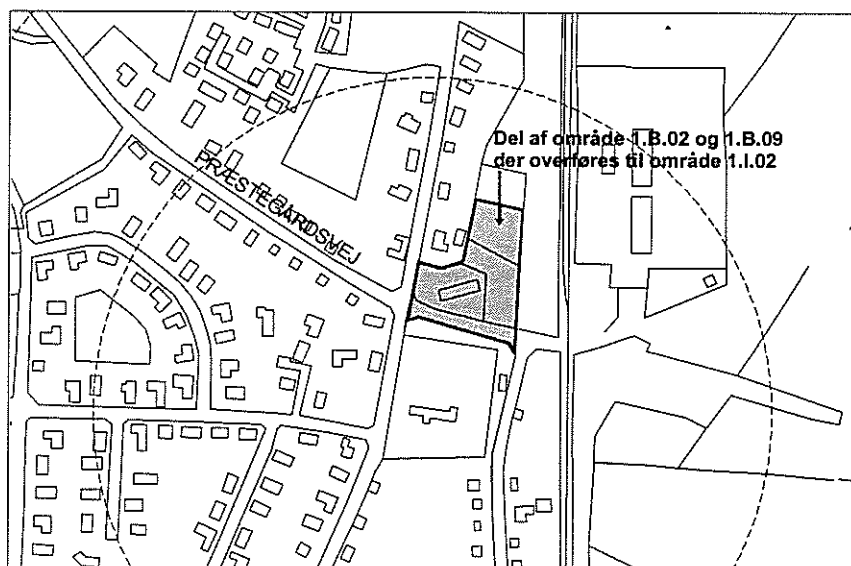 Del af område 1.B.02 og 1.B.09
der overføres til område 1.I.02
PRÆSTEGÅRDSVEJ